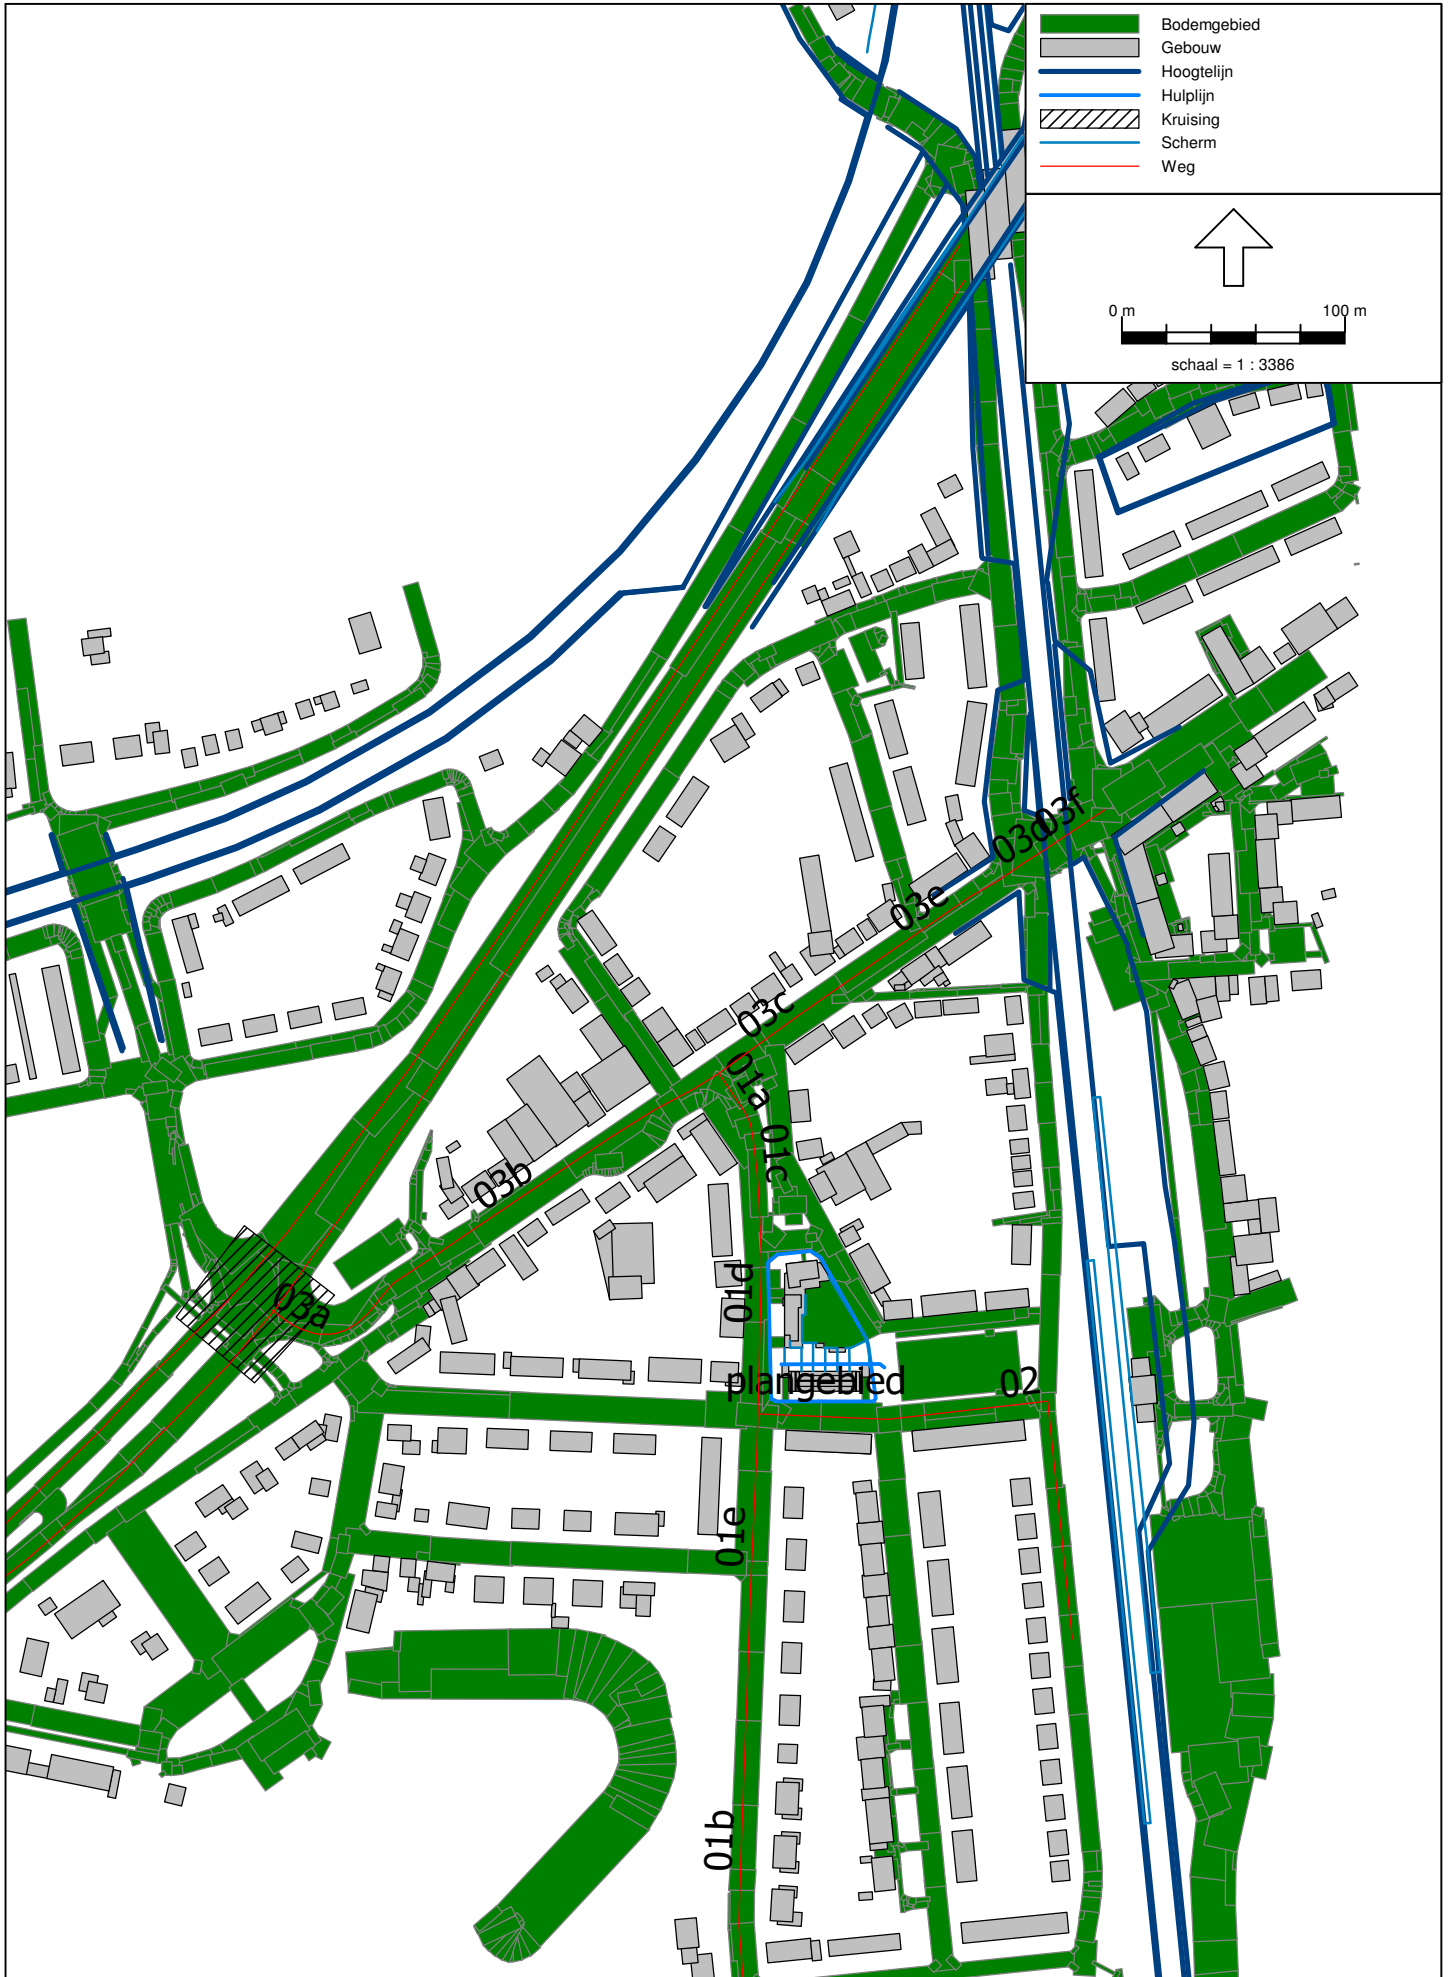 Bodemgebied
Gebouw
Hoogtelijn
Hulplijn
Kruising
Scherm
Weg
0 m 100 m
schaal = 1 : 3386
03f
03d
03e
03c
01a
01c
03b
01d
03a
plangebied
02
01e
01b